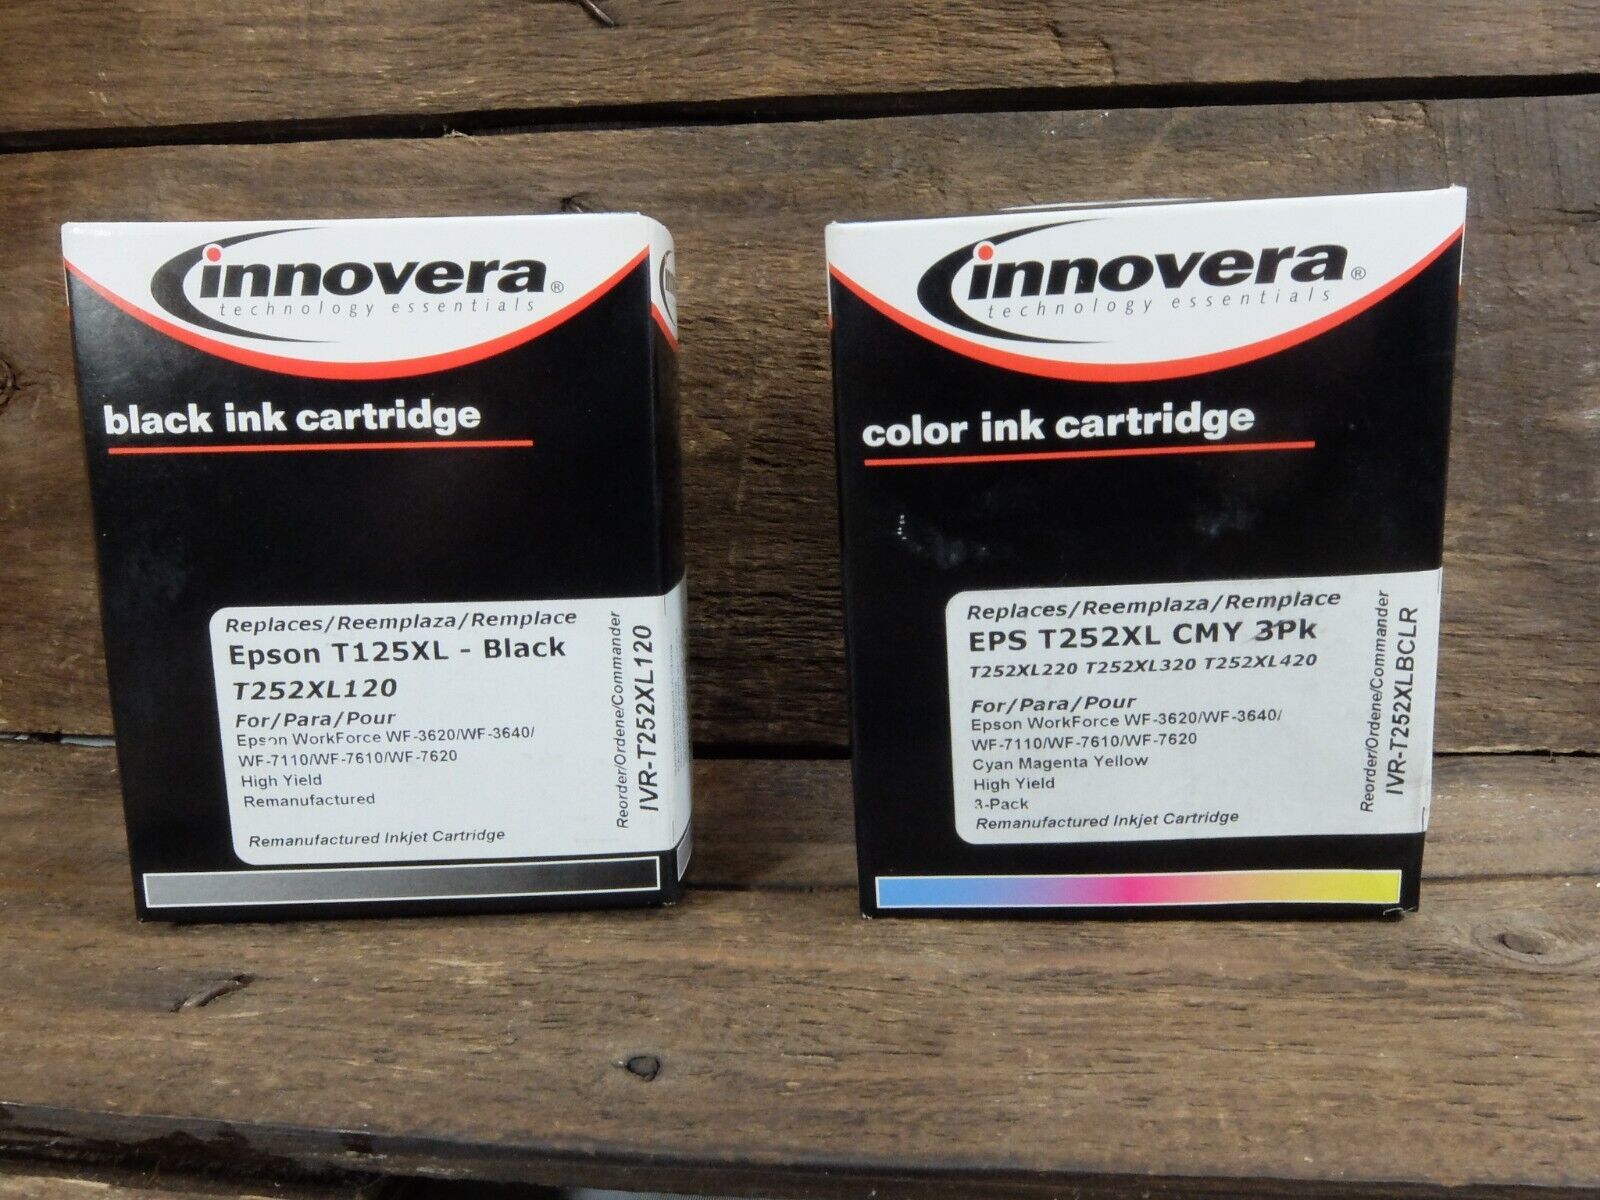 innovera®
technology essentials
black ink cartridge
Replaces/Reemplaza/Remplace
Epson T125XL - Black
T252XL120
For/Para/Pour
Epson WorkForce WF-3620/WF-3640/
WF-7110/WF-7610/WF-7620
High Yield
Remanufactured
Remanufactured Inkjet Cartridge
Reorder/Ordene/Commander
IVR-T252XL120
innovera®
technology essentials
color ink cartridge
Replaces/Reemplaza/Remplace
EPS T252XL CMY 3Pk
T252XL220 T252XL320 T252XL420
For/Para/Pour
Epson WorkForce WF-3620/WF-3640/
WF-7110/WF-7610/WF-7620
Cyan Magenta Yellow
High Yield
3-Pack
Remanufactured Inkjet Cartridge
Reorder/Ordene/Commander
IVR-T252XLBCLR